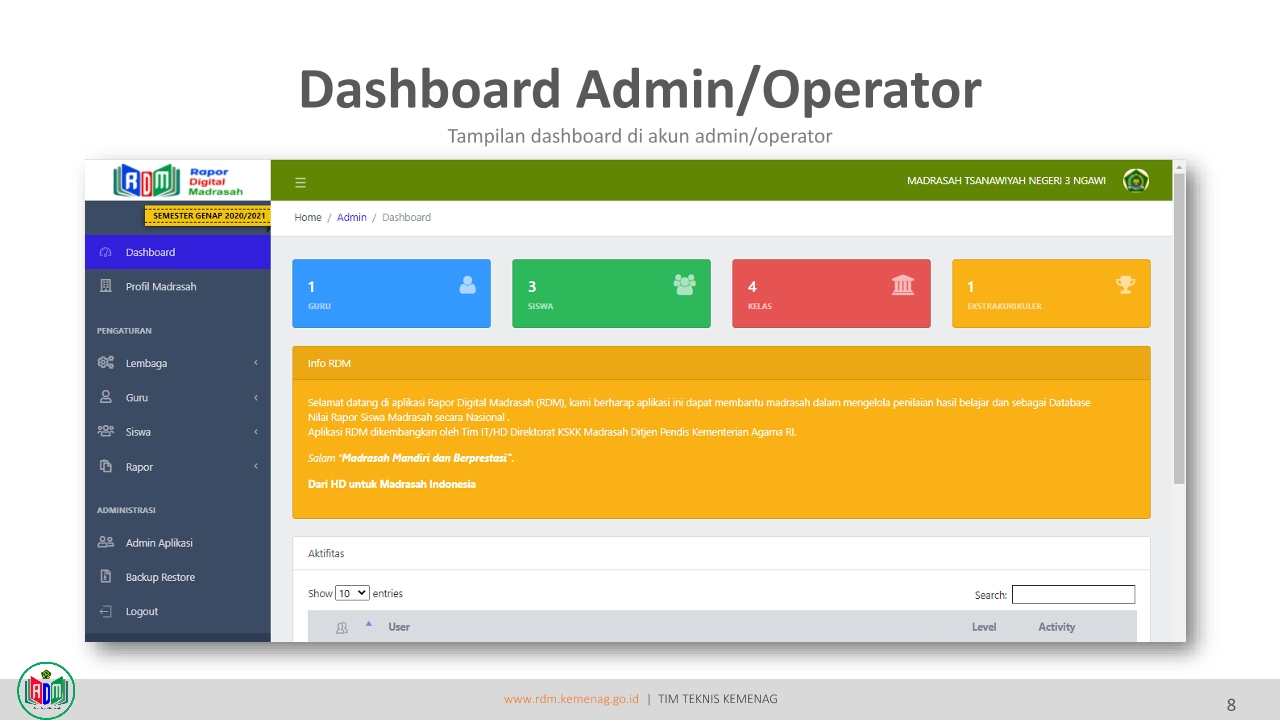 Dashboard Admin/Operator
Tampilan dashboard di akun admin/operator
RDM Rapor Digital Madrasah
MADRASAH TSANAWIYAH NEGERI 3 NGAWI
SEMESTER GENAP 2020/2021
Home / Admin / Dashboard
Dashboard
Profil Madrasah
PENGATURAN
Lembaga
Guru
Siswa
Rapor
ADMINISTRASI
Admin Aplikasi
Backup Restore
Logout
1
GURU
3
SISWA
4
KELAS
1
EKSTRAKURIKULER
Info RDM
Selamat datang di aplikasi Rapor Digital Madrasah (RDM), kami berharap aplikasi ini dapat membantu madrasah dalam mengelola penilaian hasil belajar dan sebagai Database
Nilai Rapor Siswa Madrasah secara Nasional .
Aplikasi RDM dikembangkan oleh Tim IT/HD Direktorat KSKK Madrasah Ditjen Pendis Kementerian Agama RI.
Salam "Madrasah Mandiri dan Berprestasi".
Dari HD untuk Madrasah Indonesia
Aktifitas
Show 10 entries
Search:
User Level Activity
RDM
www.rdm.kemenag.go.id | TIM TEKNIS KEMENAG
8